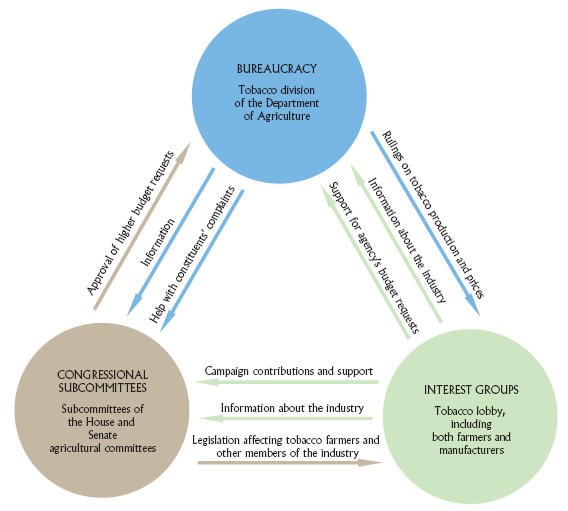 BUREAUCRACY
Tobacco division
of the Department
of Agriculture
Approval of higher budget requests
Information
Help with constituents' complaints
Support for agency's budget requests
Information about the industry
Rulings on tobacco production and prices
CONGRESSIONAL
SUBCOMMITTEES
Subcommittees of
the House and
Senate
agricultural committees
Campaign contributions and support
Information about the industry
Legislation affecting tobacco farmers and
other members of the industry
INTEREST GROUPS
Tobacco lobby,
including
both farmers and
manufacturers